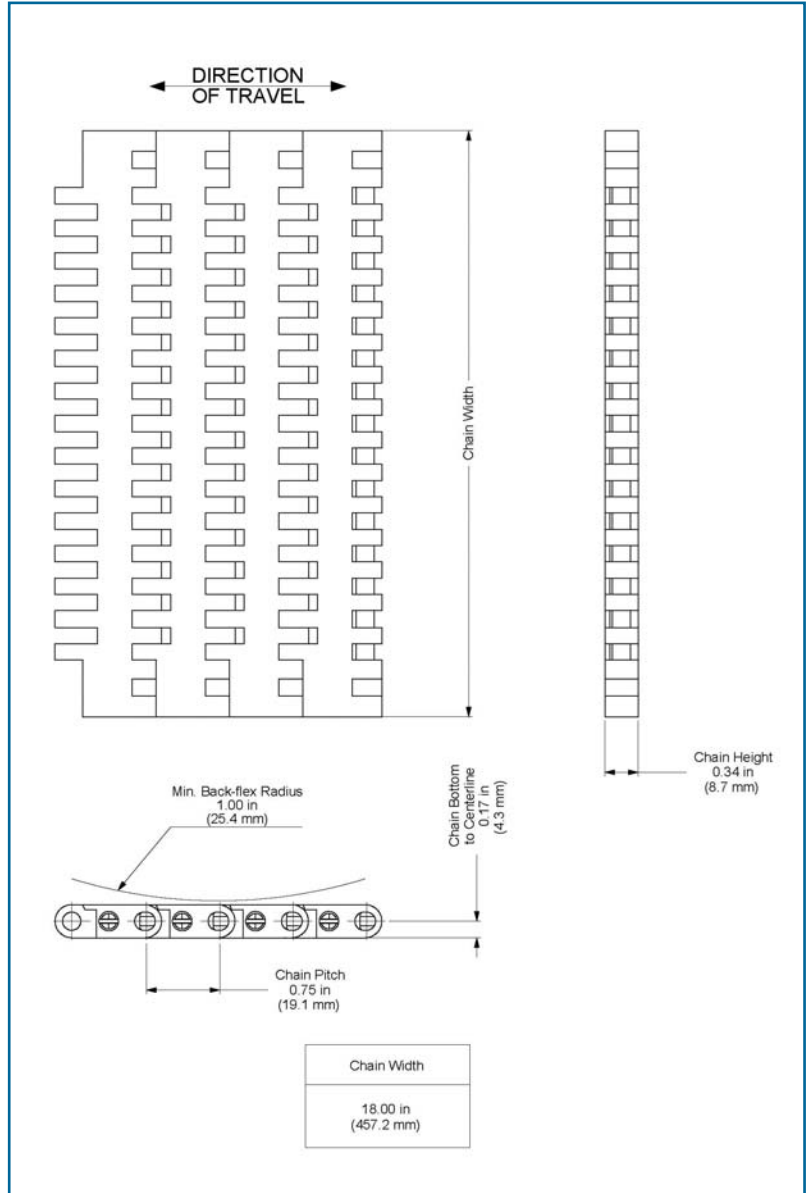 DIRECTION
OF TRAVEL
Chain Width
Chain Height
0.34 in
(8.7 mm)
Min. Back-flex Radius
1.00 in
(25.4 mm)
Chain Bottom
to Centerline
0.17 in
(4.3 mm)
Chain Pitch
0.75 in
(19.1 mm)
Chain Width
18.00 in
(457.2 mm)